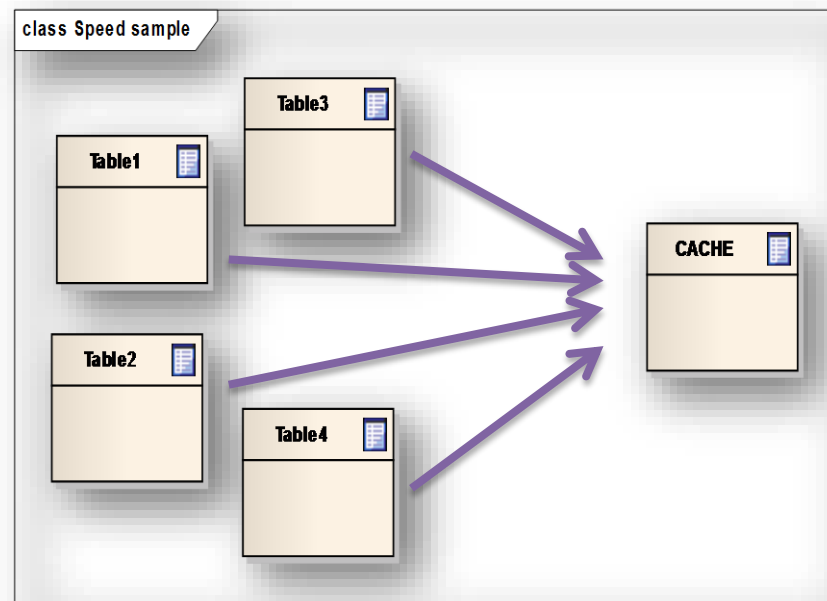 class Speed sample
Table3
Table1
CACHE
Table2
Table4